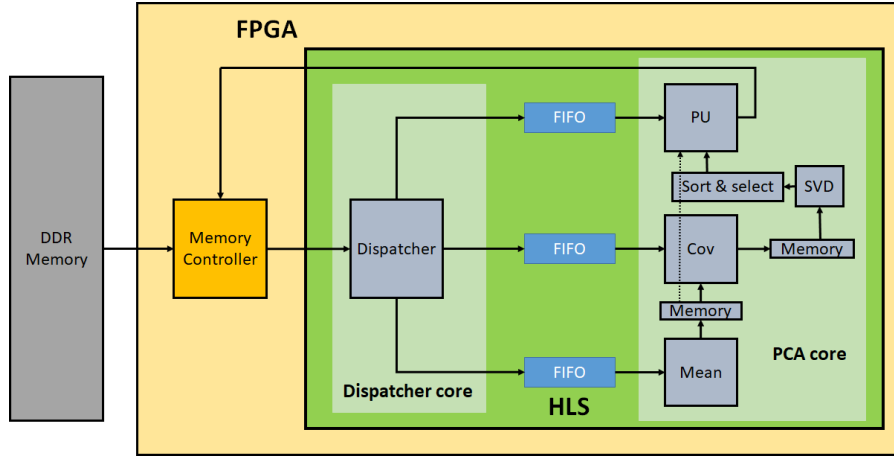 FPGA
FIFO
PU
Sort & select
SVD
DDR
Memory
Memory
Controller
Dispatcher
FIFO
Cov
Memory
Memory
FIFO
Mean
PCA core
Dispatcher core
HLS